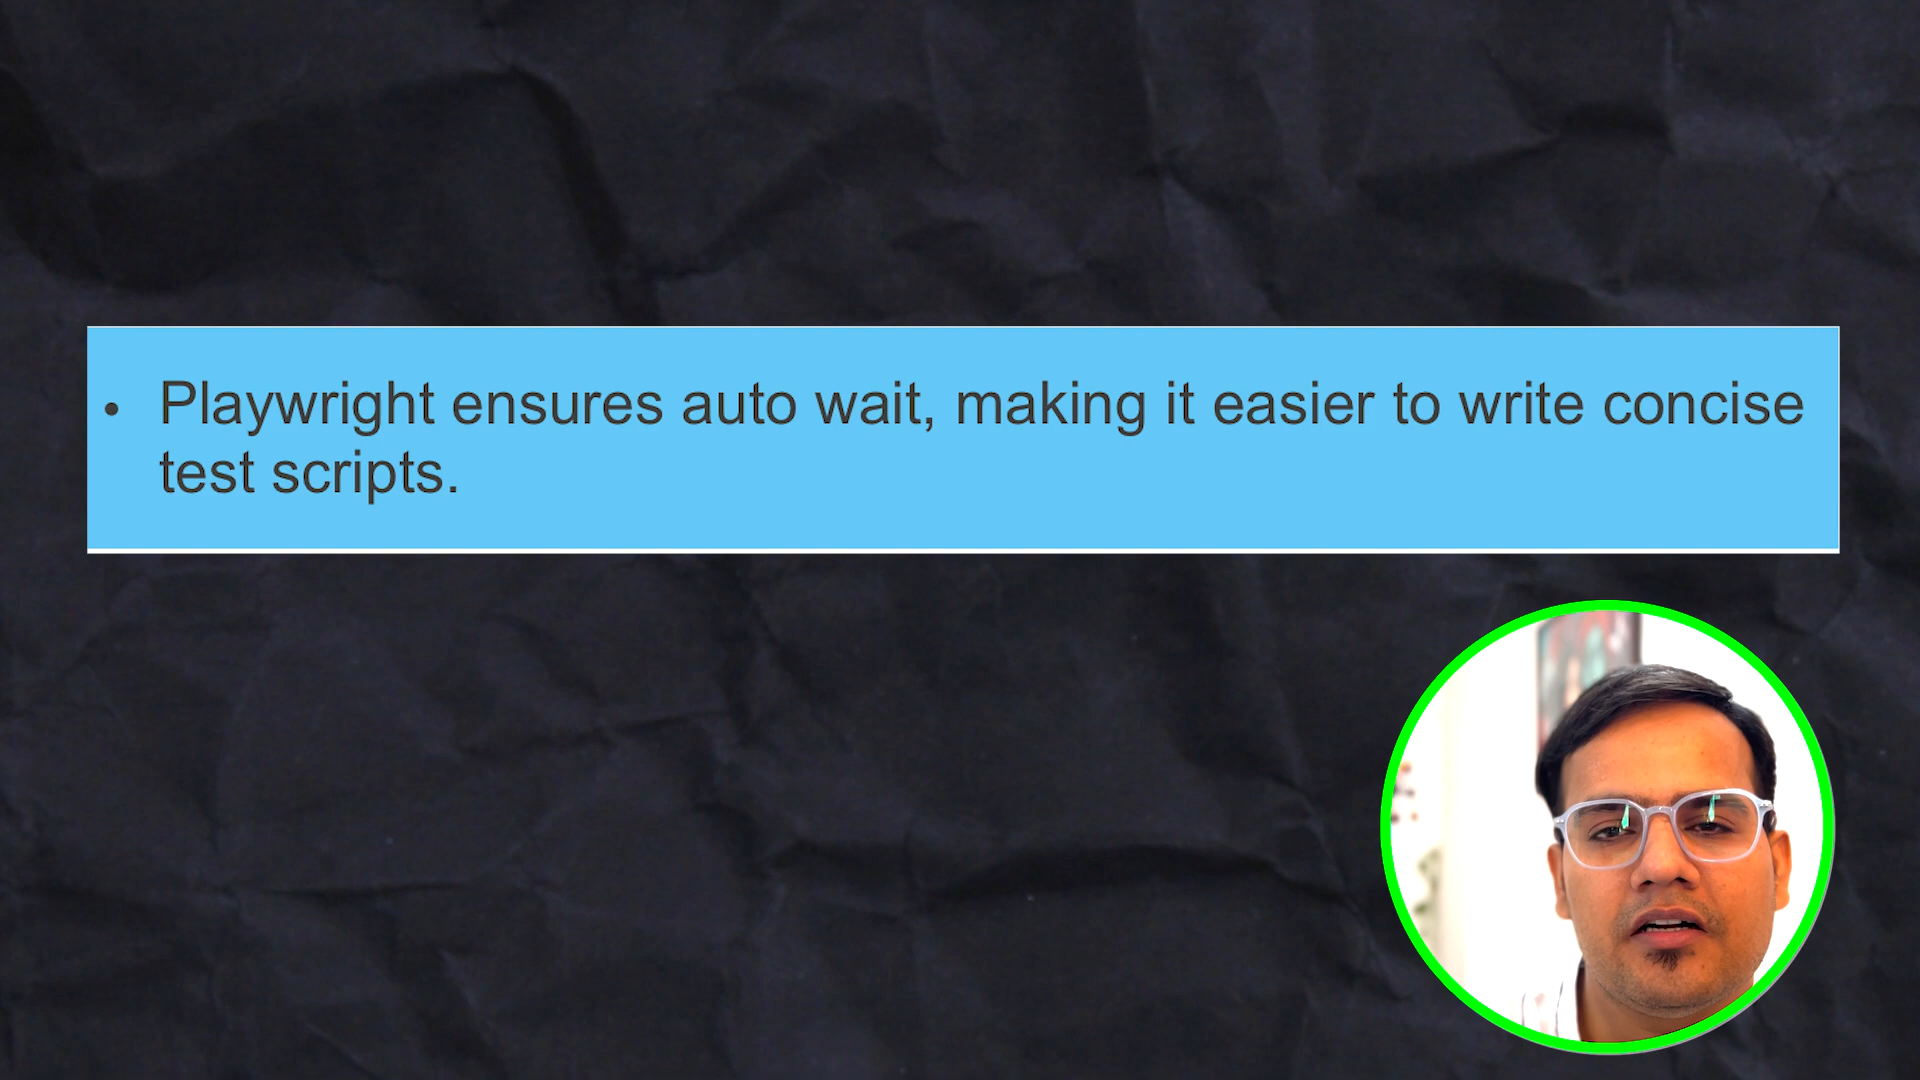 • Playwright ensures auto wait, making it easier to write concise
test scripts.